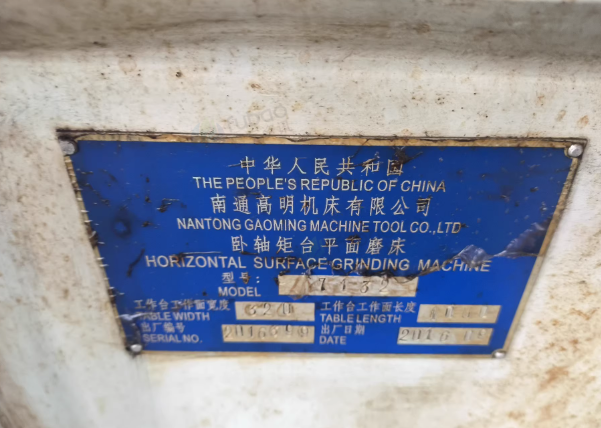 中华人民共和国
THE PEOPLE'S REPUBLIC OF CHINA
南通高明机床有限公司
NANTONG GAOMING MACHINE TOOL CO.,LTD
卧轴矩台平面磨床
HORIZONTAL SURFACE GRINDING MACHINE
型号:
MODEL
工作台工作面宽度 320 工作台工作面长度
TABLE WIDTH TABLE LENGTH
出厂编号 出厂日期
SERIAL NO. DATE